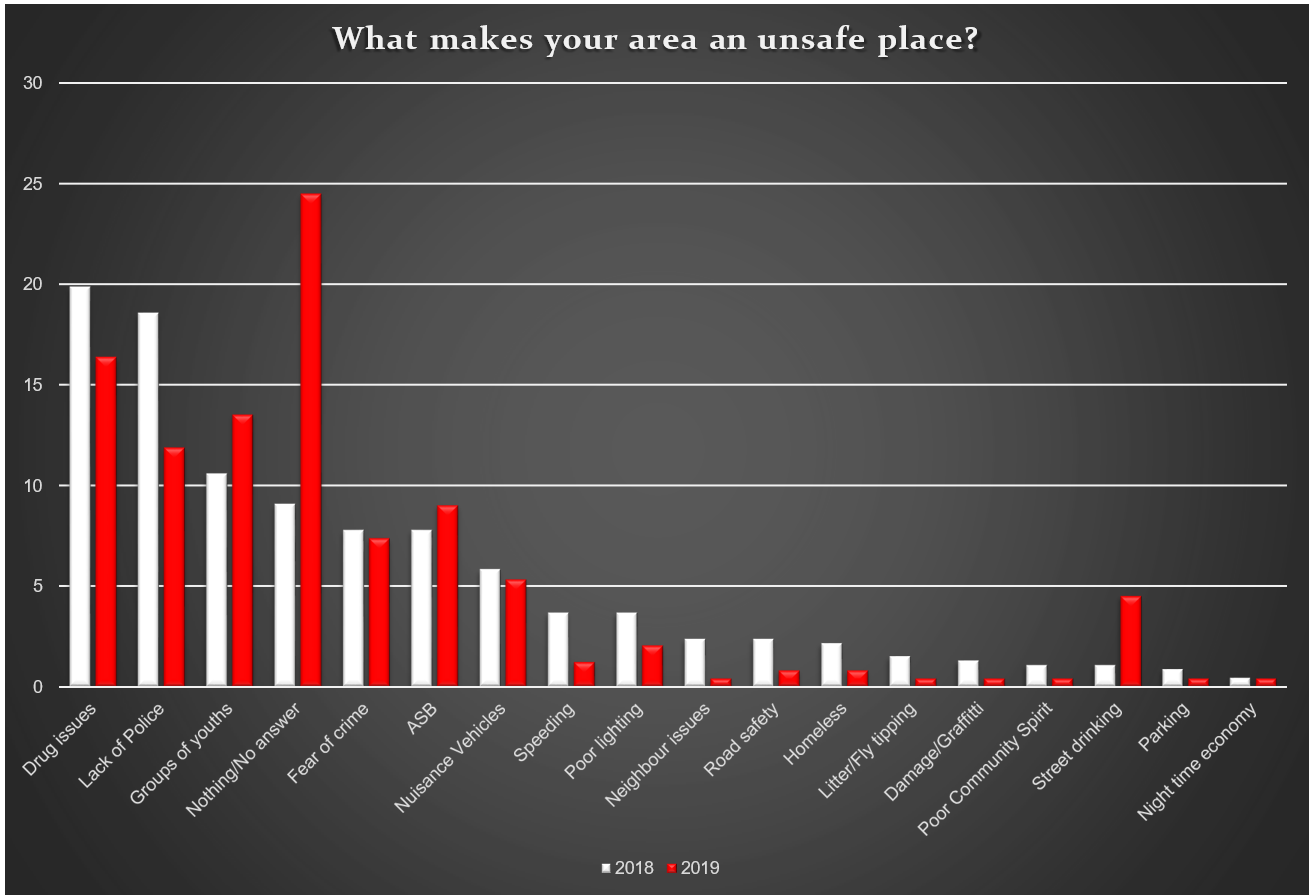 What makes your area an unsafe place?
30
25
20
15
10
5
0
Drug issues
Lack of Police
Groups of youths
Nothing/No answer
Fear of crime
ASB
Nuisance Vehicles
Speeding
Poor lighting
Neighbour issues
Road safety
Homeless
Litter/Fly tipping
Damage/Graffitti
Poor Community Spirit
Street drinking
Parking
Night time economy
2018 2019